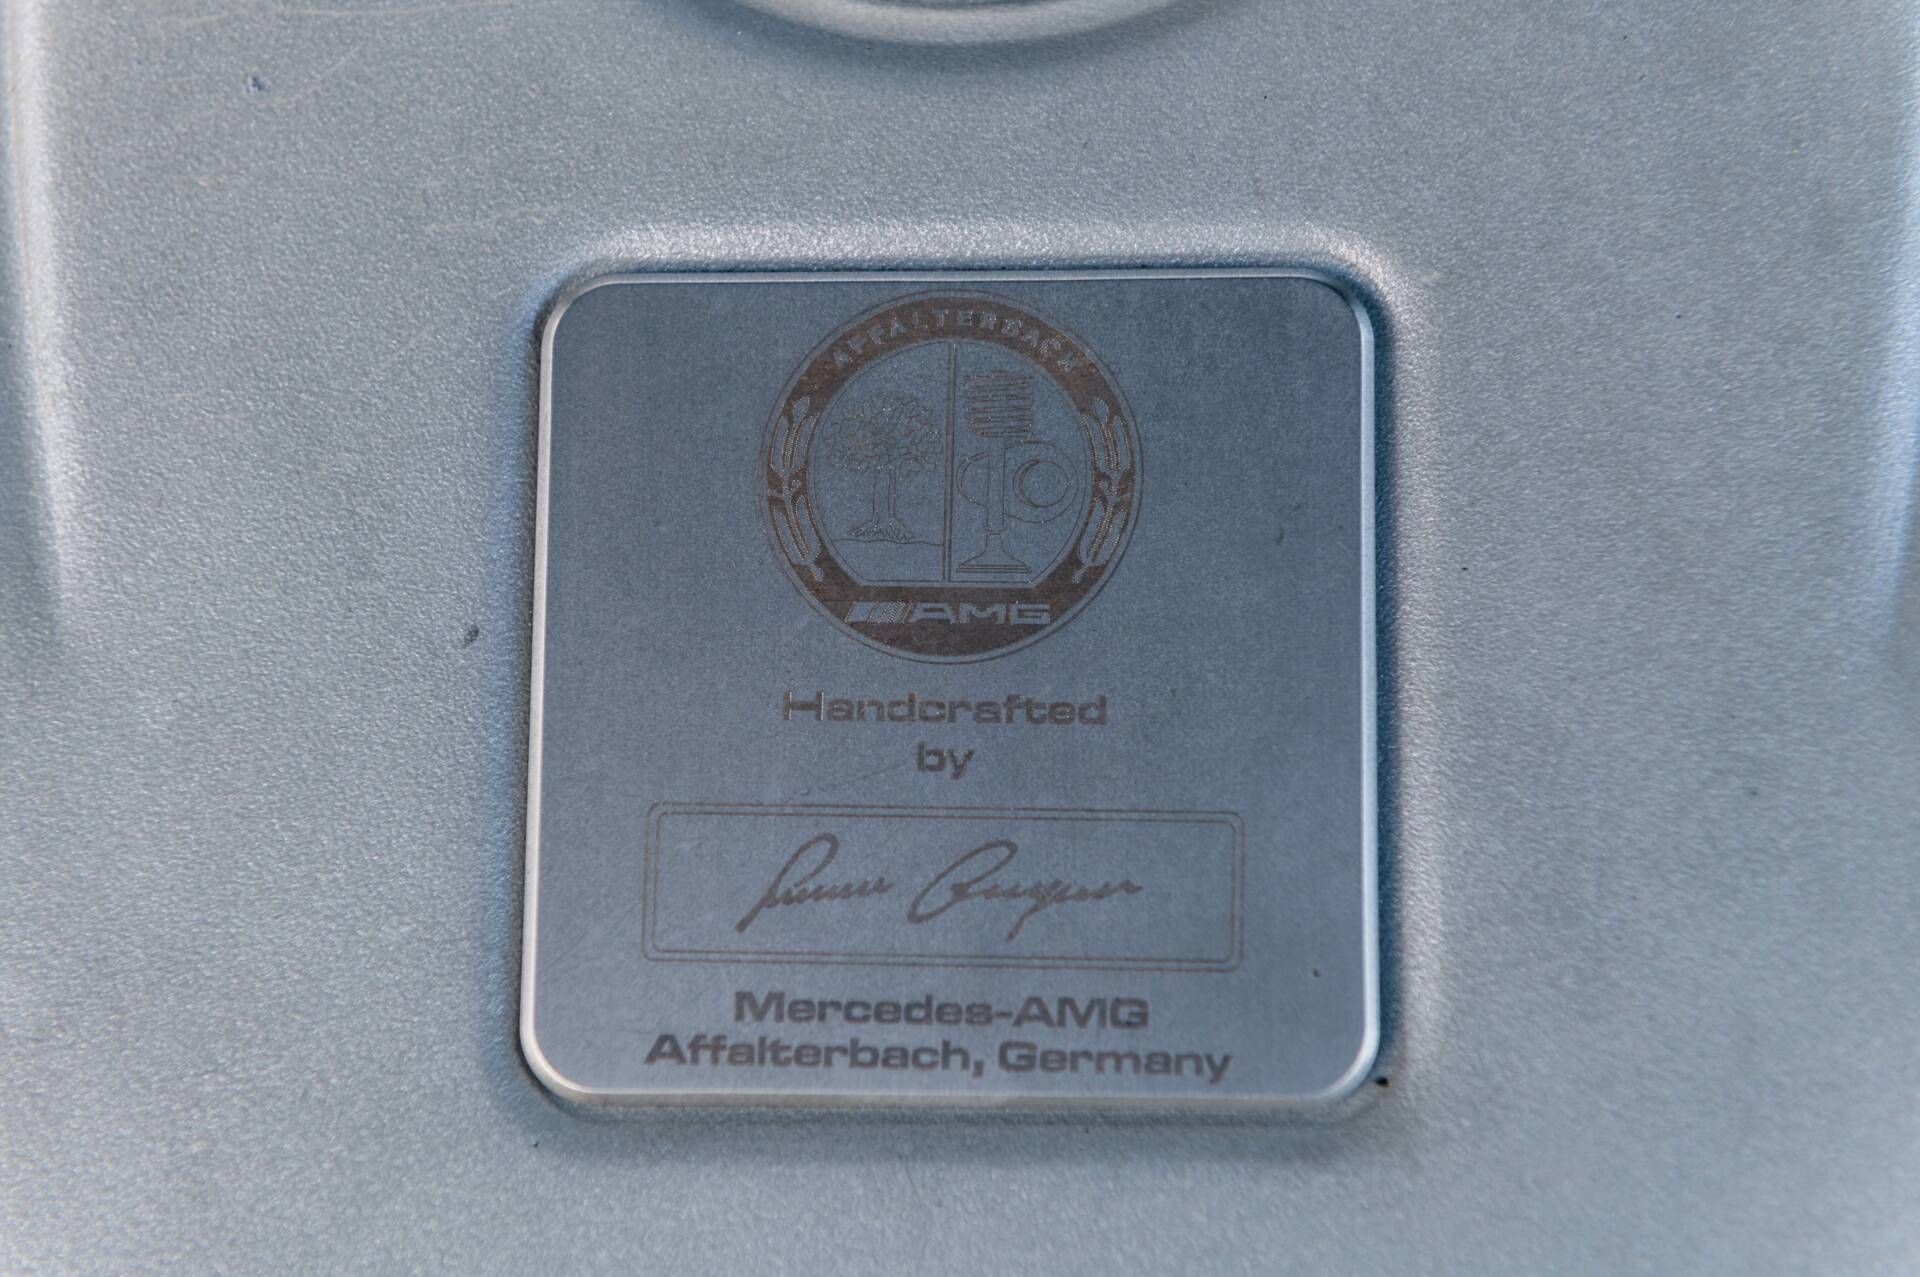 AFFALTERBACH
AMG
Handcrafted
by
Mercedes-AMG
Affalterbach, Germany